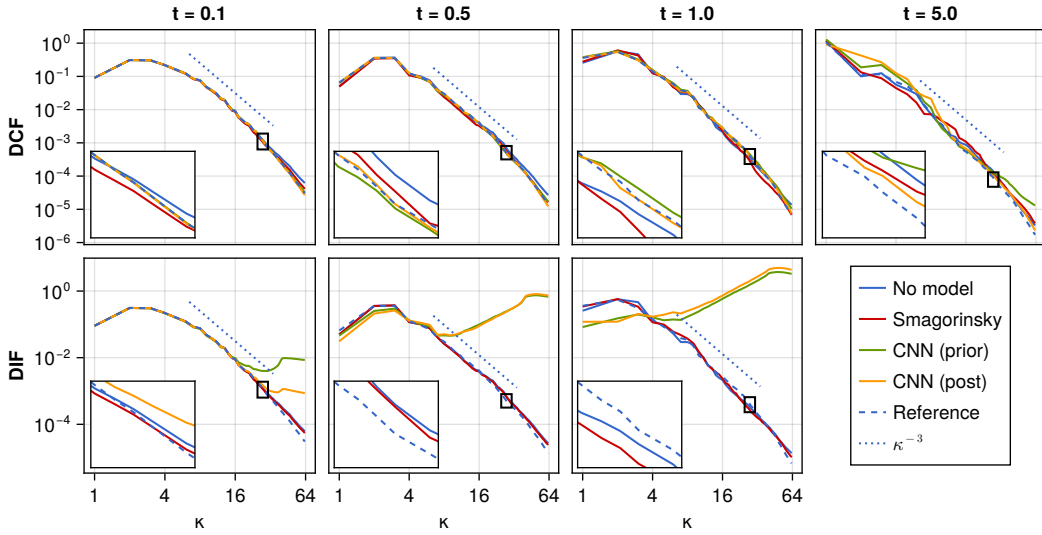 t = 0.1
t = 0.5
t = 1.0
t = 5.0
DCF
10⁰
10⁻¹
10⁻²
10⁻³
10⁻⁴
10⁻⁵
10⁻⁶
DIF
10⁰
10⁻²
10⁻⁴
1 4 16 64
1 4 16 64
1 4 16 64
κ
κ
κ
No model
Smagorinsky
CNN (prior)
CNN (post)
Reference
κ⁻³